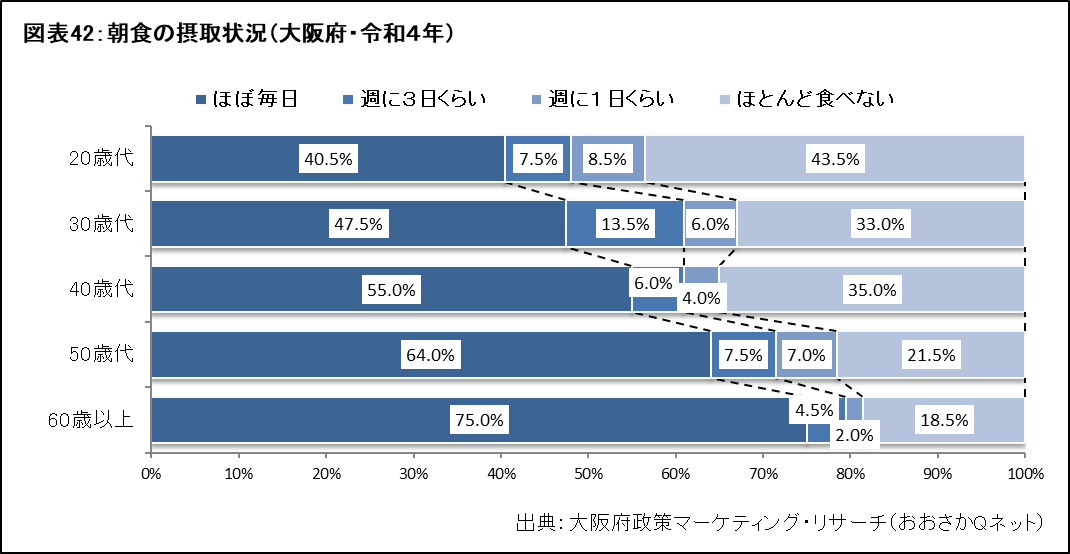 図表42：朝食の摂取状況（大阪府・令和４年）
ほぼ毎日 週に３日くらい 週に１日くらい ほとんど食べない
20歳代 40.5% 7.5% 8.5% 43.5%
30歳代 47.5% 13.5% 6.0% 33.0%
40歳代 55.0% 6.0% 4.0% 35.0%
50歳代 64.0% 7.5% 7.0% 21.5%
60歳以上 75.0% 4.5% 2.0% 18.5%
0% 10% 20% 30% 40% 50% 60% 70% 80% 90% 100%
出典：大阪府政策マーケティング・リサーチ（おおさかQネット）